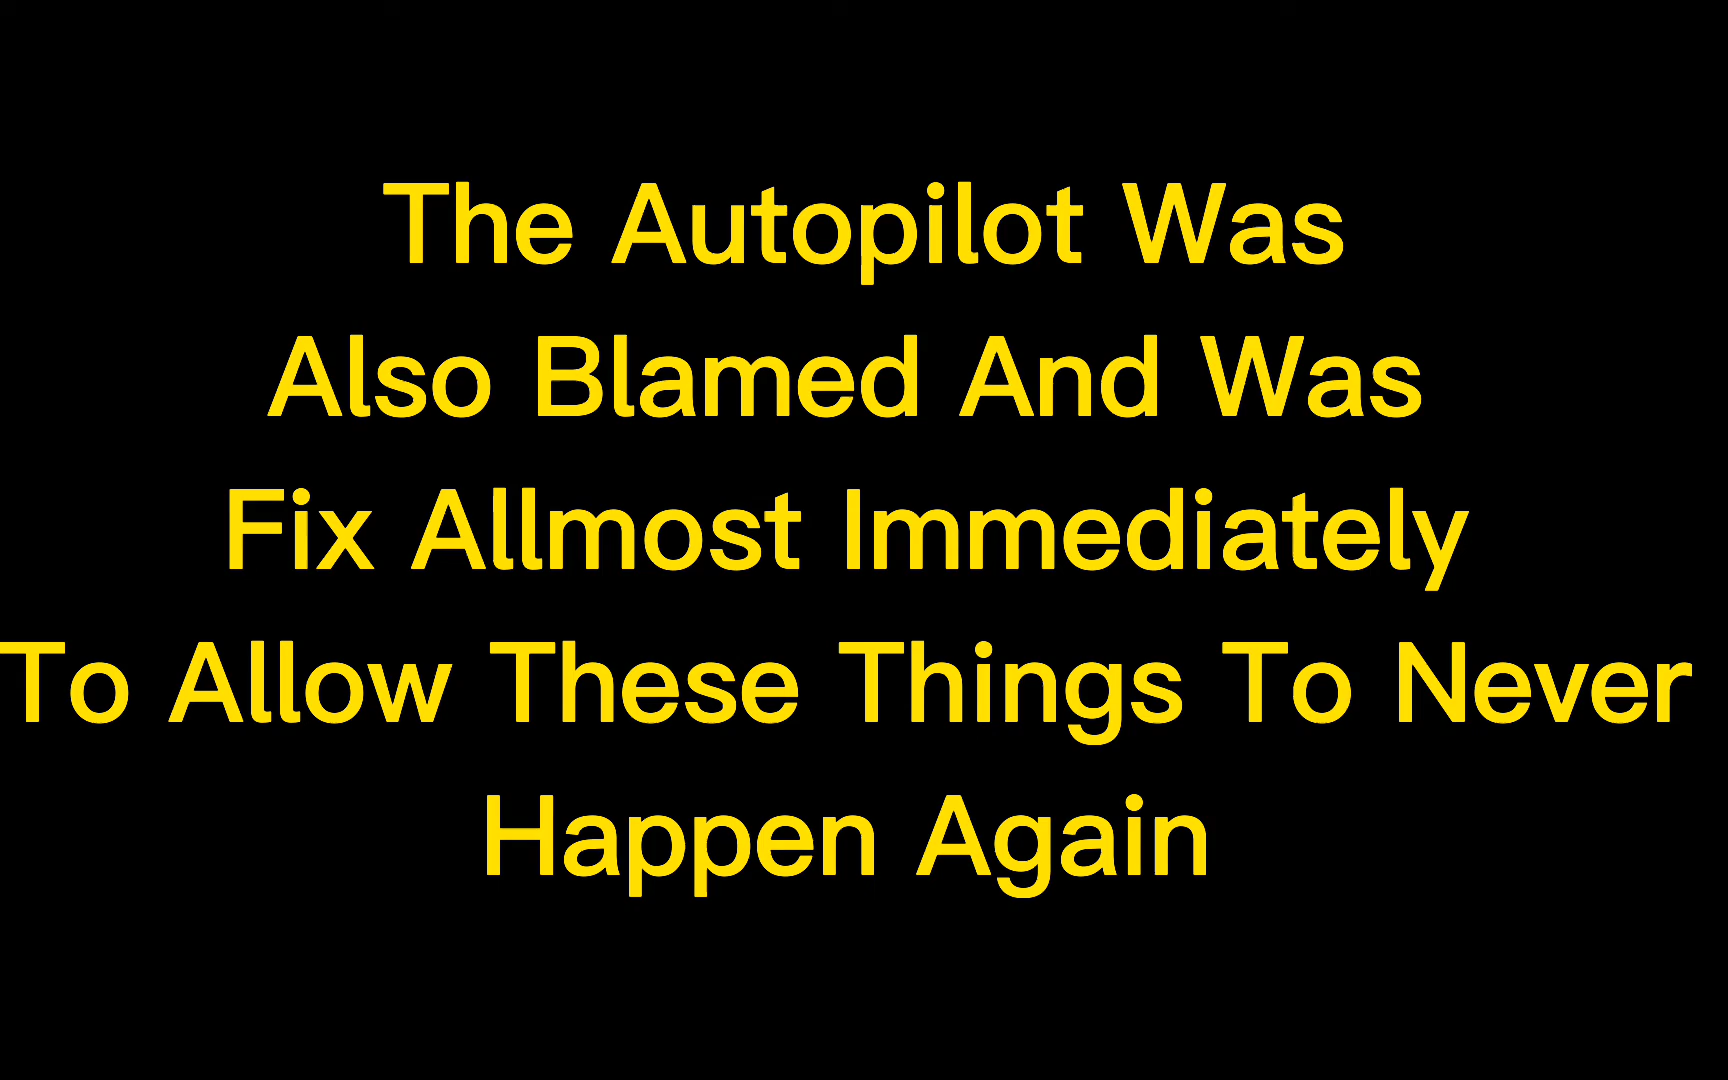 The Autopilot Was
Also Blamed And Was
Fix Allmost Immediately
To Allow These Things To Never
Happen Again